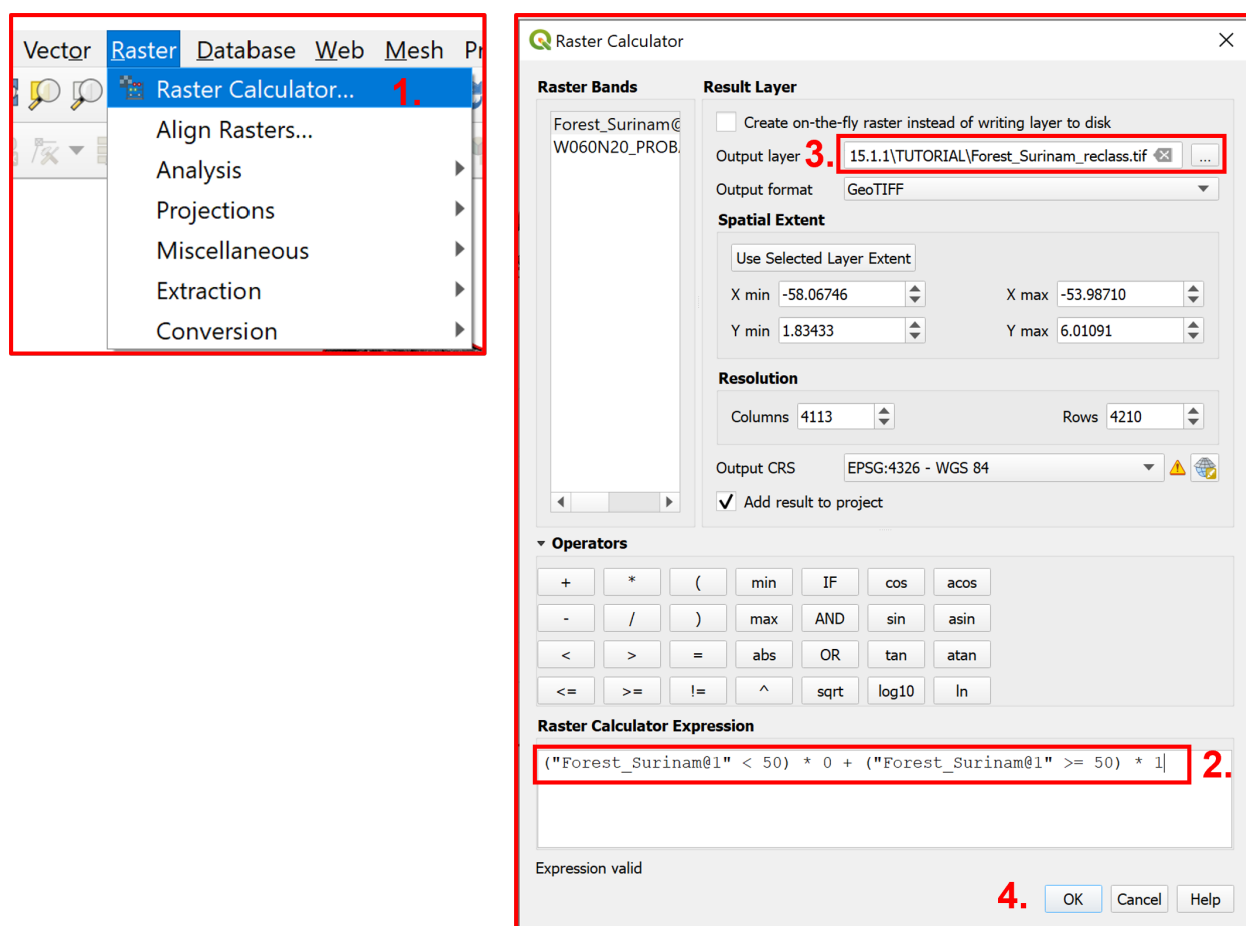 Vector Raster Database Web Mesh Pr
Raster Calculator... 1.
Align Rasters...
Analysis
Projections
Miscellaneous
Extraction
Conversion
Raster Calculator
Raster Bands
Forest_Surinam@
W060N20_PROB.
Result Layer
Create on-the-fly raster instead of writing layer to disk
Output layer 3. 15.1.1\TUTORIAL\Forest_Surinam_reclass.tif ...
Output format GeoTIFF
Spatial Extent
Use Selected Layer Extent
X min -58.06746 X max -53.98710
Y min 1.83433 Y max 6.01091
Resolution
Columns 4113 Rows 4210
Output CRS EPSG:4326 - WGS 84
Add result to project
Operators
+ * ( min IF cos acos
- / ) max AND sin asin
< > = abs OR tan atan
<= >= != ^ sqrt log10 ln
Raster Calculator Expression
("Forest_Surinam@1" < 50) * 0 + ("Forest_Surinam@1" >= 50) * 1 2.
Expression valid
4. OK Cancel Help